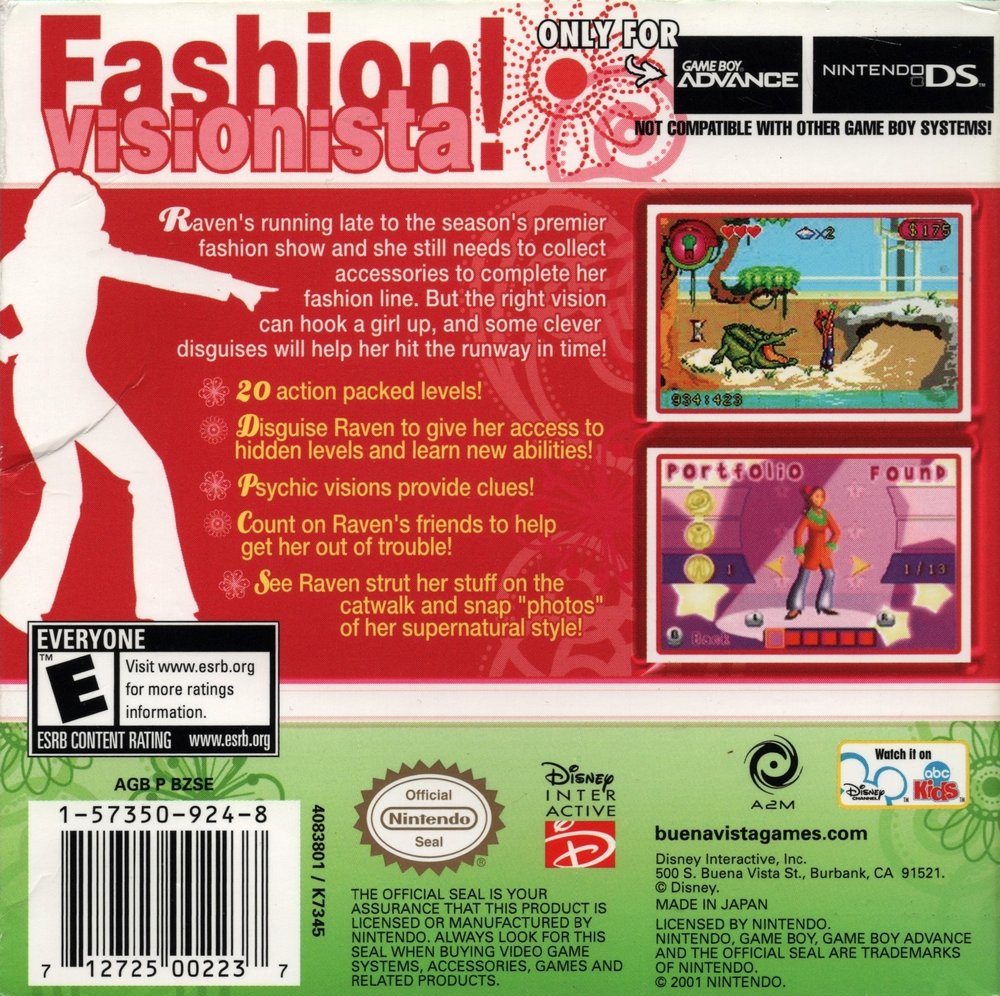 Fashion
visionista!
ONLY FOR
GAME BOY
ADVANCE
NINTENDO DS™
NOT COMPATIBLE WITH OTHER GAME BOY SYSTEMS!
Raven's running late to the season's premier
fashion show and she still needs to collect
accessories to complete her
fashion line. But the right vision
can hook a girl up, and some clever
disguises will help her hit the runway in time!
20 action packed levels!
Disguise Raven to give her access to
hidden levels and learn new abilities!
Psychic visions provide clues!
Count on Raven's friends to help
get her out of trouble!
See Raven strut her stuff on the
catwalk and snap "photos"
of her supernatural style!
x2
$175
934:423
Portfolio Found
1
1/13
Back
EVERYONE
TM
E
Visit www.esrb.org
for more ratings
information.
ESRB CONTENT RATING www.esrb.org
AGB P BZSE
1-57350-924-8
7 12725 00223 7
4083801 / K7345
Official
Nintendo
Seal
®
THE OFFICIAL SEAL IS YOUR
ASSURANCE THAT THIS PRODUCT IS
LICENSED OR MANUFACTURED BY
NINTENDO. ALWAYS LOOK FOR THIS
SEAL WHEN BUYING VIDEO GAME
SYSTEMS, ACCESSORIES, GAMES AND
RELATED PRODUCTS.
Disney
INTER
ACTIVE
D
A2M
Watch it on
Disney
CHANNEL
abc
Kids
buenavistagames.com
Disney Interactive, Inc.
500 S. Buena Vista St., Burbank, CA 91521.
© Disney.
MADE IN JAPAN
LICENSED BY NINTENDO.
NINTENDO, GAME BOY, GAME BOY ADVANCE
AND THE OFFICIAL SEAL ARE TRADEMARKS
OF NINTENDO.
© 2001 NINTENDO.